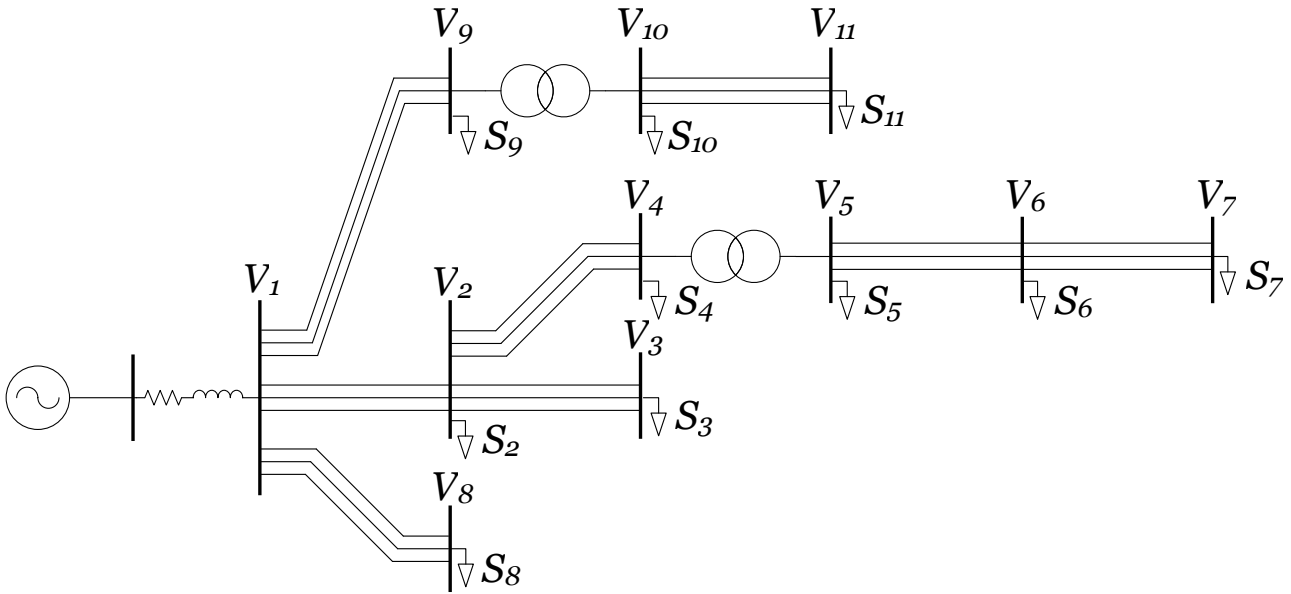 V9 V10 V11
S9 S10 S11
V4 V5 V6 V7
V1 V2 S4 S5 S6 S7
V3
S2 S3
V8
S8